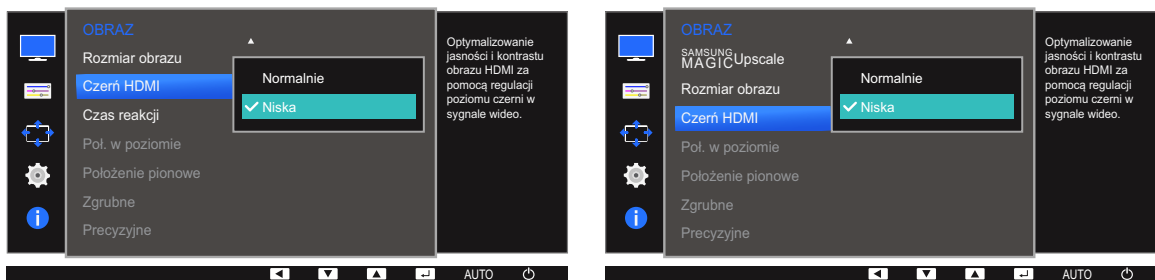 OBRAZ
Rozmiar obrazu
Czerń HDMI
Czas reakcji
Poł. w poziomie
Położenie pionowe
Zgrubne
Precyzyjne
Normalnie
Niska
Optymalizowanie
jasności i kontrastu
obrazu HDMI za
pomocą regulacji
poziomu czerni w
sygnale wideo.
AUTO
OBRAZ
SAMSUNG
MAGIC Upscale
Rozmiar obrazu
Czerń HDMI
Poł. w poziomie
Położenie pionowe
Zgrubne
Precyzyjne
Normalnie
Niska
Optymalizowanie
jasności i kontrastu
obrazu HDMI za
pomocą regulacji
poziomu czerni w
sygnale wideo.
AUTO